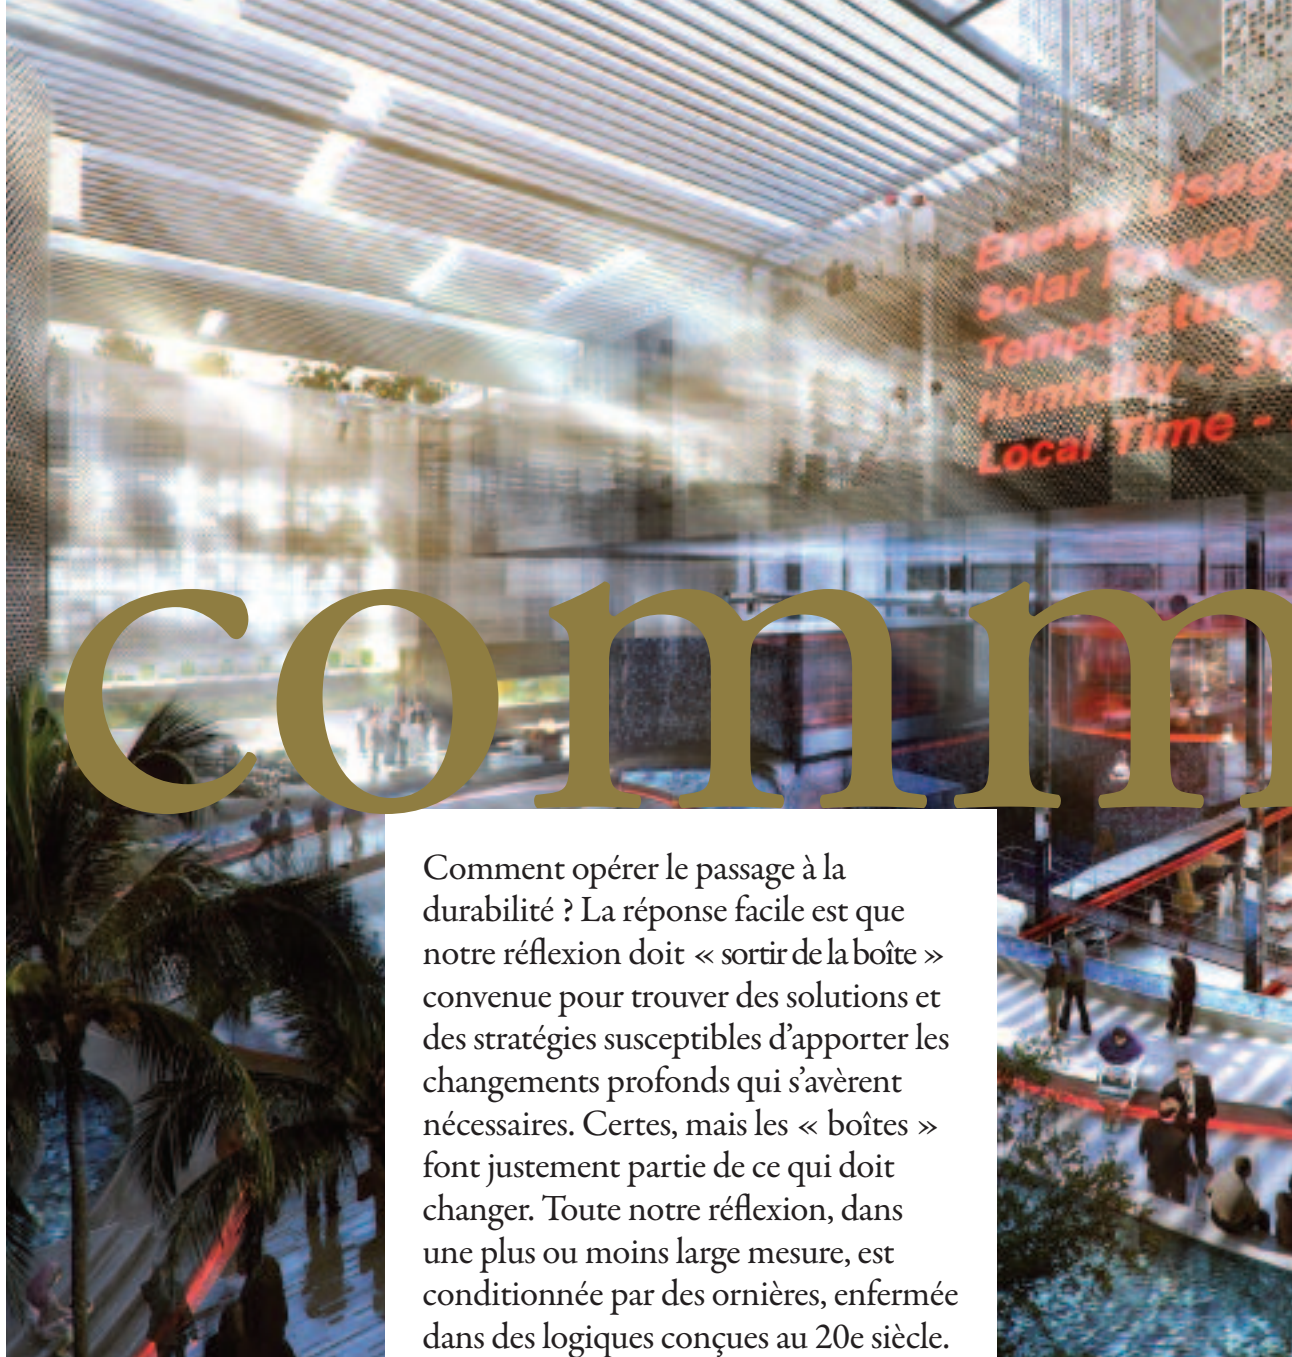 Energy Usage
Solar Power -
Temperature
Humidity - 30
Local Time -
comm
Comment opérer le passage à la
durabilité ? La réponse facile est que
notre réflexion doit « sortir de la boîte »
convenue pour trouver des solutions et
des stratégies susceptibles d’apporter les
changements profonds qui s’avèrent
nécessaires. Certes, mais les « boîtes »
font justement partie de ce qui doit
changer. Toute notre réflexion, dans
une plus ou moins large mesure, est
conditionnée par des ornières, enfermée
dans des logiques conçues au 20e siècle.